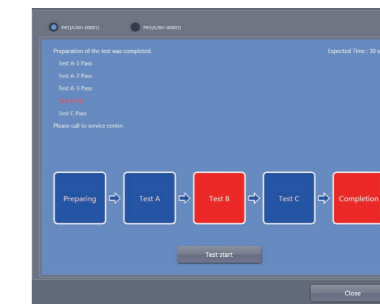 Preparation of the test was completed.
Expected Time : 30
Test A-1 Pass
Test A-2 Pass
Test A-3 Pass
Test C Pass
Please call to service center.
Preparing
Test A
Test B
Test C
Completion
Test start
Close